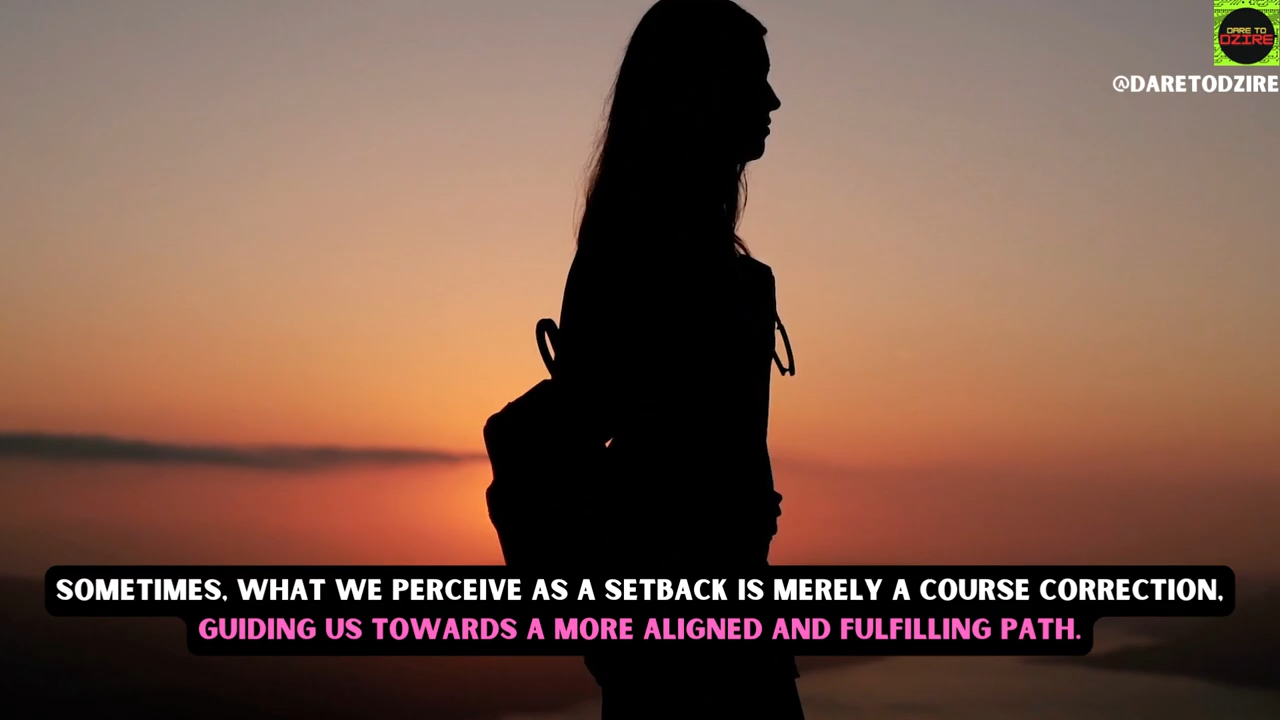 DARE TO
DZIRE
@DARETODZIRE
SOMETIMES, WHAT WE PERCEIVE AS A SETBACK IS MERELY A COURSE CORRECTION,
GUIDING US TOWARDS A MORE ALIGNED AND FULFILLING PATH.